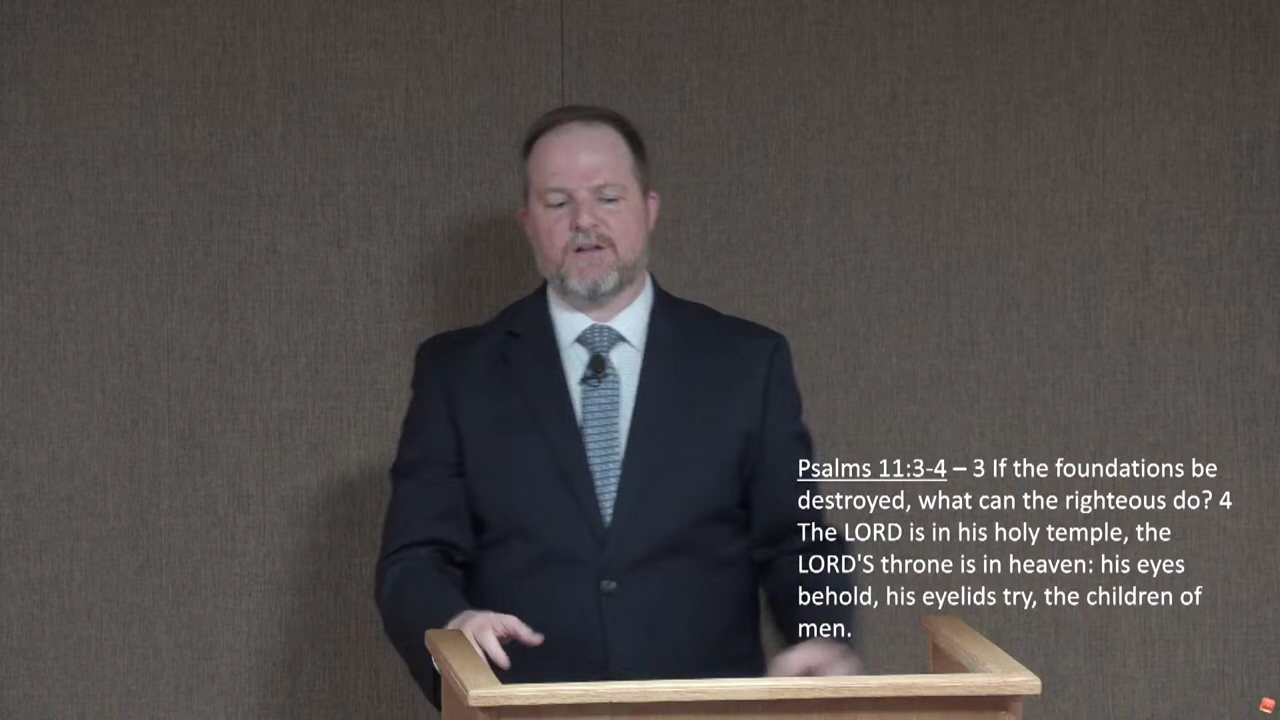 Psalms 11:3-4 – 3 If the foundations be
destroyed, what can the righteous do? 4
The LORD is in his holy temple, the
LORD'S throne is in heaven: his eyes
behold, his eyelids try, the children of
men.